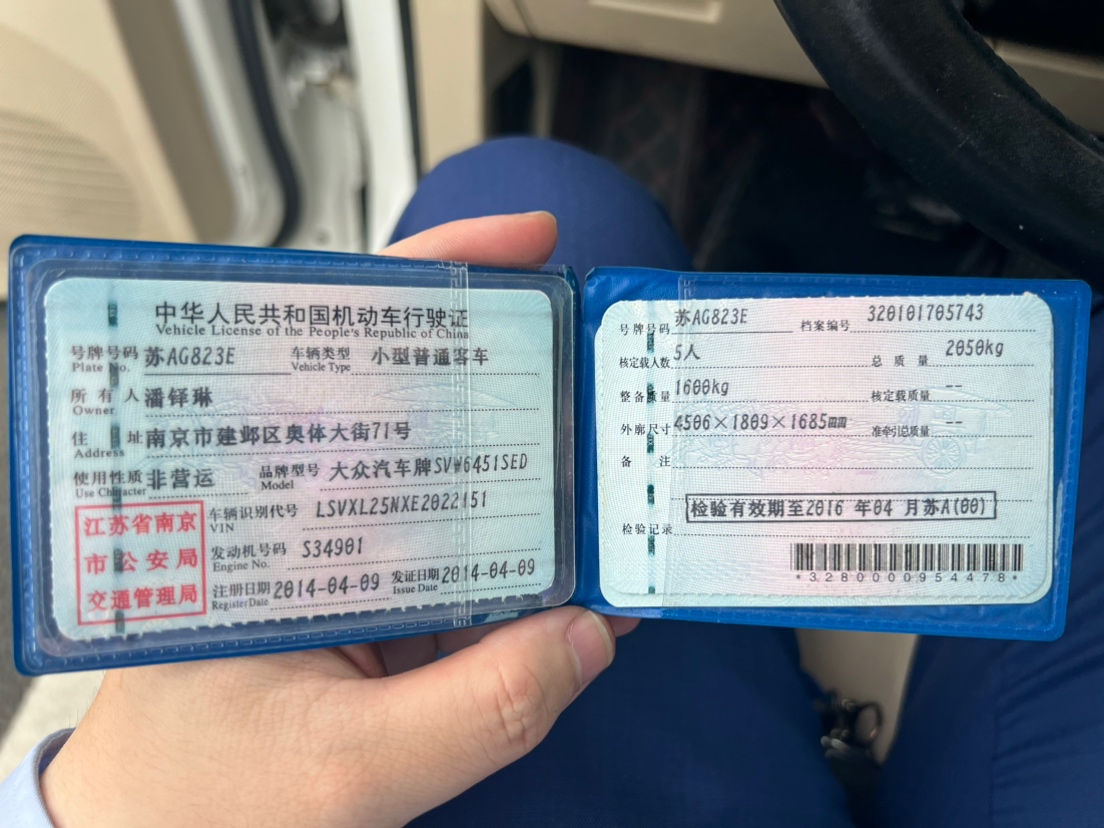 中华人民共和国机动车行驶证
Vehicle License of the People's Republic of China
号牌号码 苏AG823E 车辆类型 小型普通客车
Plate No. Vehicle Type
所有人 潘铎琳
Owner
住址 南京市建邺区奥体大街71号
Address
使用性质 非营运 品牌型号 大众汽车牌SVW6451SED
Use Character Model
江苏省南京
市公安局
交通管理局
车辆识别代号 LSVXL25NXE2022151
VIN
发动机号码 S34901
Engine No.
注册日期 2014-04-09 发证日期 2014-04-09
Register Date Issue Date
号牌号码 苏AG823E 档案编号 320101705743
核定载人数 5人 总质量 2050kg
整备质量 1600kg 核定载质量 --
外廓尺寸 4506×1809×1685mm 准牵引总质量 --
备注
检验记录 检验有效期至2016 年04 月苏A(00)
*3280000954478*